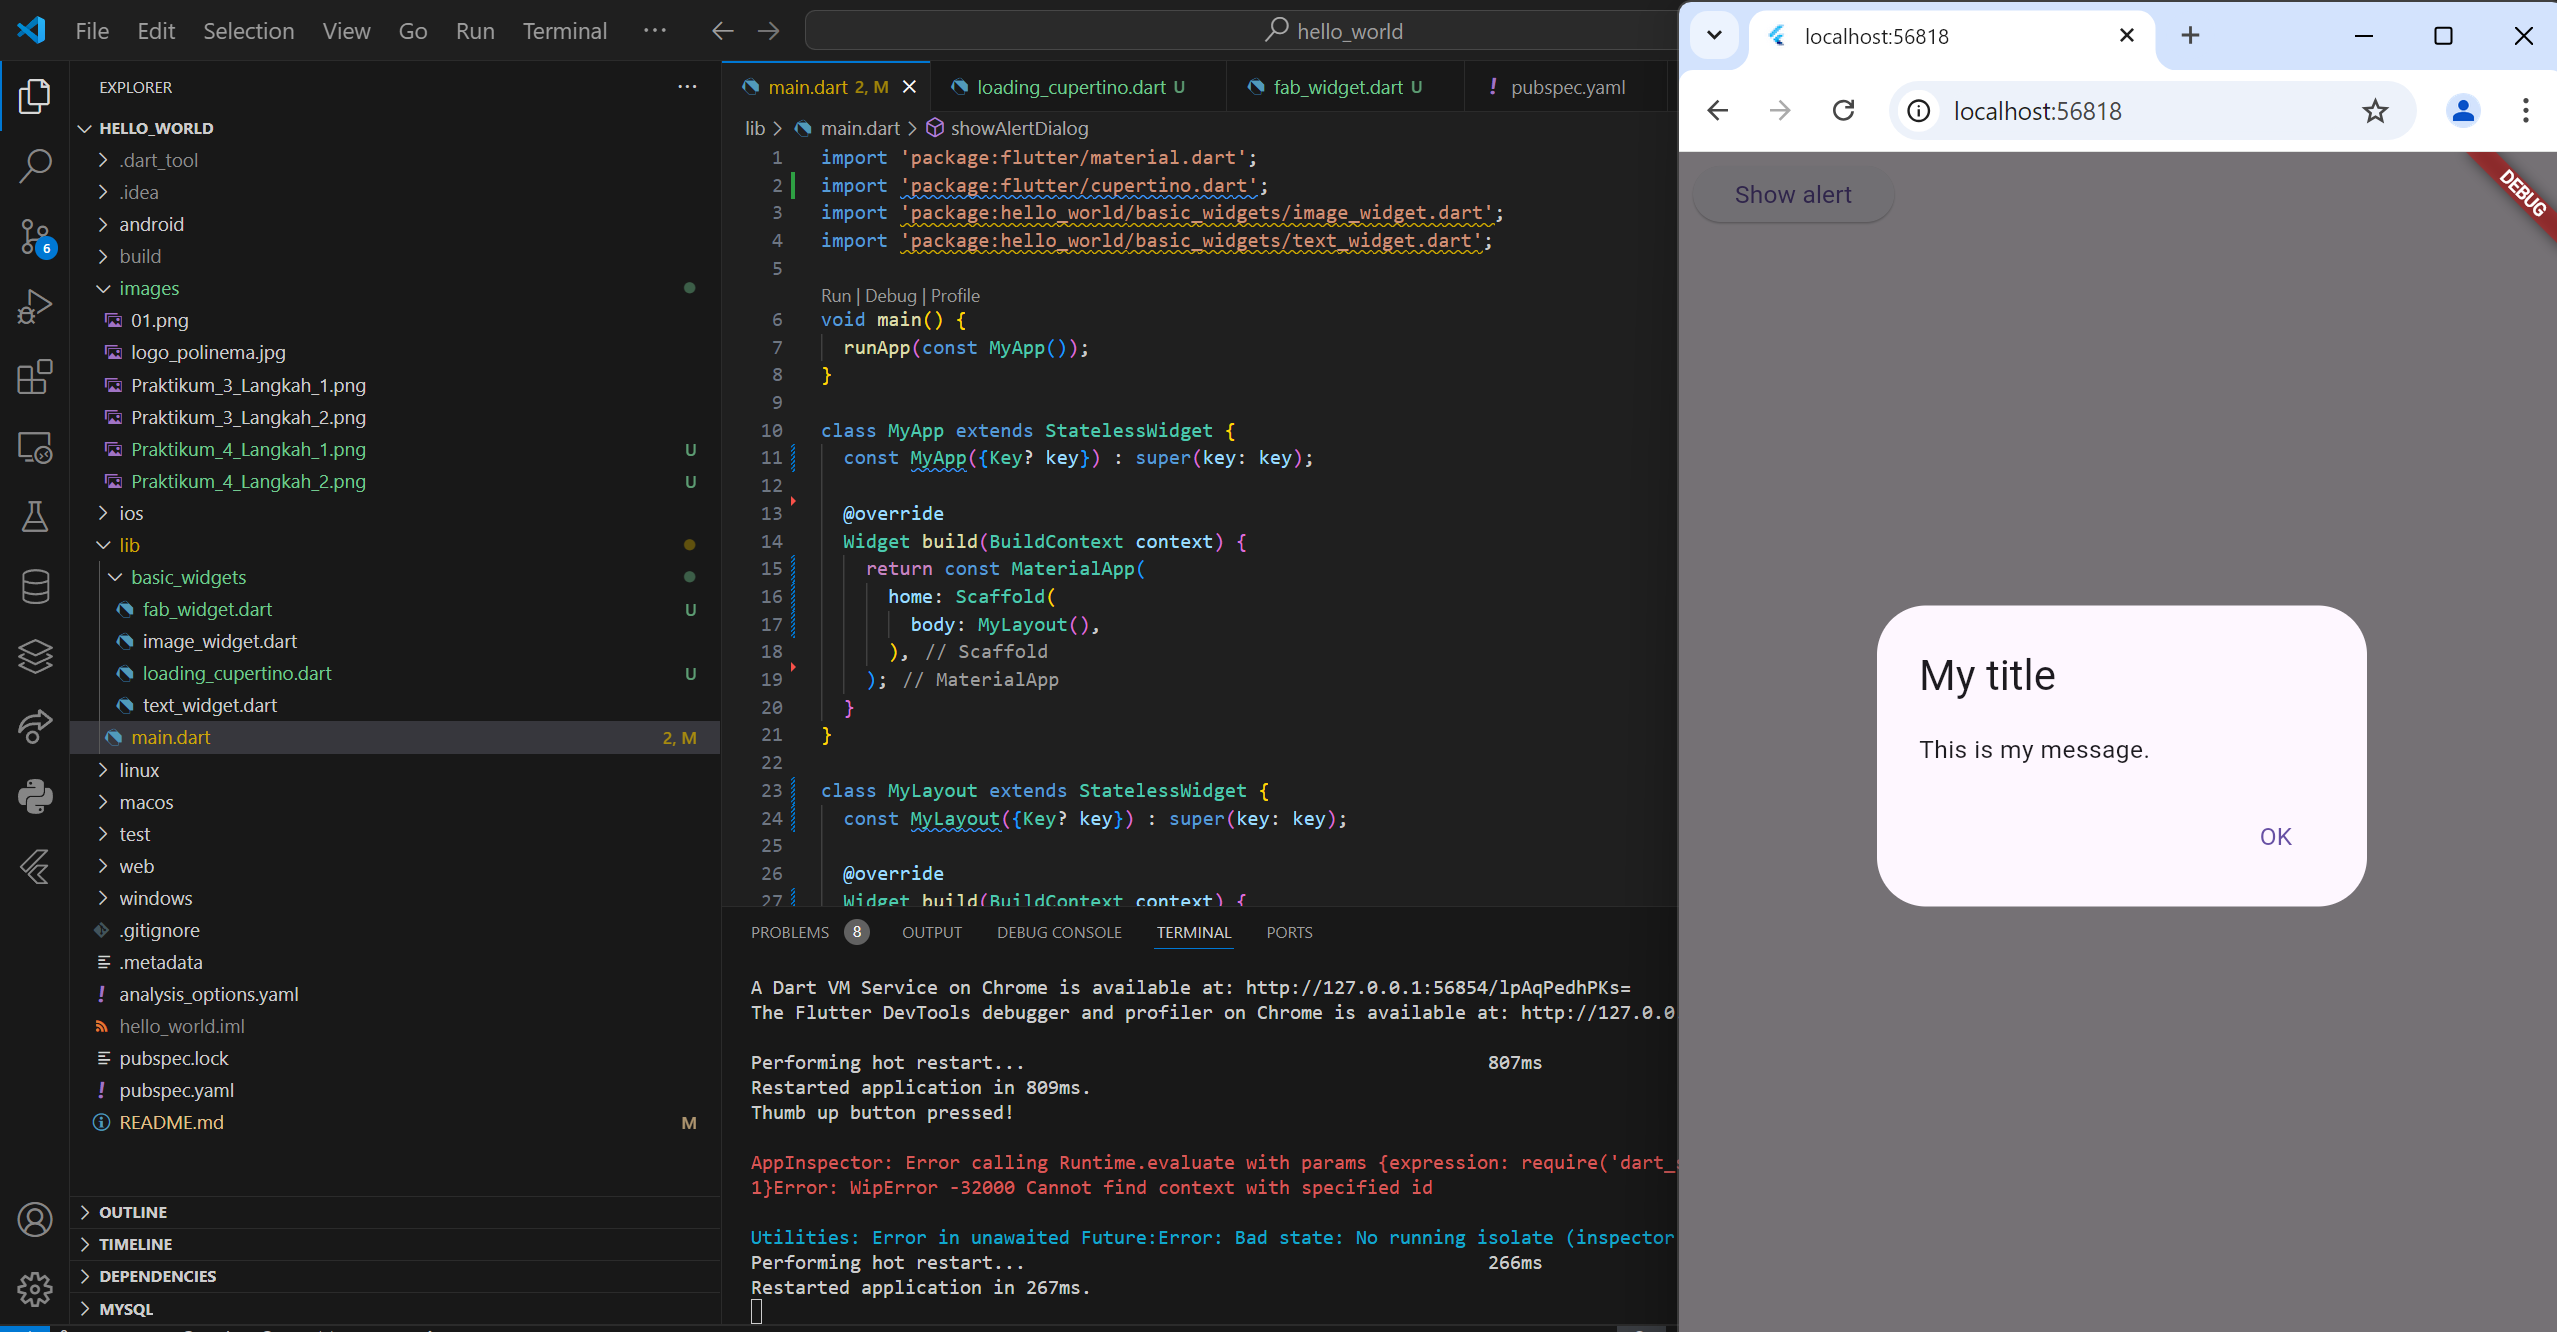 File Edit Selection View Go Run Terminal ··· hello_world
EXPLORER ···
HELLO_WORLD
.dart_tool
.idea
android
build
images
01.png
logo_polinema.jpg
Praktikum_3_Langkah_1.png
Praktikum_3_Langkah_2.png
Praktikum_4_Langkah_1.png U
Praktikum_4_Langkah_2.png U
ios
lib
basic_widgets
fab_widget.dart U
image_widget.dart
loading_cupertino.dart U
text_widget.dart
main.dart 2, M
linux
macos
test
web
windows
.gitignore
.metadata
analysis_options.yaml
hello_world.iml
pubspec.lock
pubspec.yaml
README.md M
OUTLINE
TIMELINE
DEPENDENCIES
MYSQL
6
main.dart 2, M loading_cupertino.dart U fab_widget.dart U ! pubspec.yaml
lib > main.dart > showAlertDialog
1 import 'package:flutter/material.dart';
2 import 'package:flutter/cupertino.dart';
3 import 'package:hello_world/basic_widgets/image_widget.dart';
4 import 'package:hello_world/basic_widgets/text_widget.dart';
5
Run | Debug | Profile
6 void main() {
7 runApp(const MyApp());
8 }
9
10 class MyApp extends StatelessWidget {
11 const MyApp({Key? key}) : super(key: key);
12
13 @override
14 Widget build(BuildContext context) {
15 return const MaterialApp(
16 home: Scaffold(
17 body: MyLayout(),
18 ), // Scaffold
19 ); // MaterialApp
20 }
21 }
22
23 class MyLayout extends StatelessWidget {
24 const MyLayout({Key? key}) : super(key: key);
25
26 @override
27 Widget build(BuildContext context) {
PROBLEMS 8 OUTPUT DEBUG CONSOLE TERMINAL PORTS
A Dart VM Service on Chrome is available at: http://127.0.0.1:56854/lpAqPedhPKs=
The Flutter DevTools debugger and profiler on Chrome is available at: http://127.0.0
Performing hot restart... 807ms
Restarted application in 809ms.
Thumb up button pressed!
AppInspector: Error calling Runtime.evaluate with params {expression: require('dart_
1}Error: WipError -32000 Cannot find context with specified id
Utilities: Error in unawaited Future:Error: Bad state: No running isolate (inspector
Performing hot restart... 266ms
Restarted application in 267ms.
localhost:56818
localhost:56818
Show alert
DEBUG
My title
This is my message.
OK